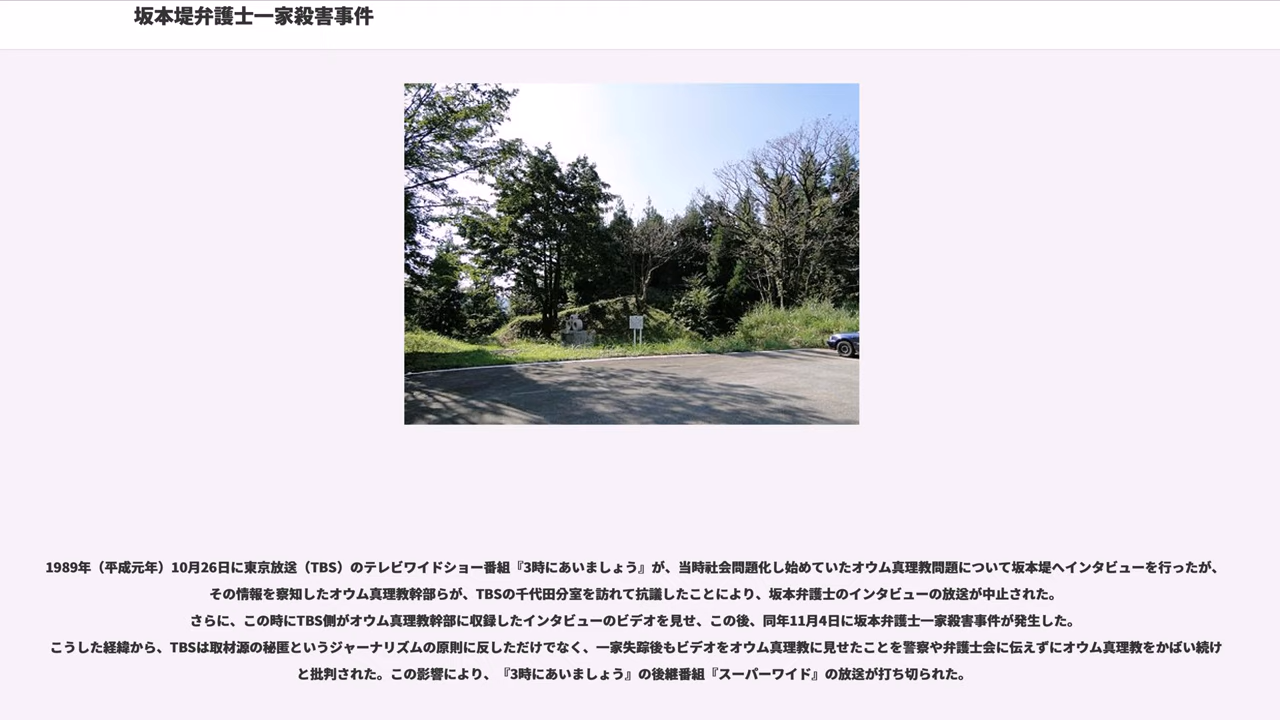 坂本堤弁護士一家殺害事件
1989年（平成元年）10月26日に東京放送（TBS）のテレビワイドショー番組『3時にあいましょう』が、当時社会問題化し始めていたオウム真理教問題について坂本堤へインタビューを行ったが、
その情報を察知したオウム真理教幹部らが、TBSの千代田分室を訪れて抗議したことにより、坂本弁護士のインタビューの放送が中止された。
さらに、この時にTBS側がオウム真理教幹部に収録したインタビューのビデオを見せ、この後、同年11月4日に坂本弁護士一家殺害事件が発生した。
こうした経緯から、TBSは取材源の秘匿というジャーナリズムの原則に反しただけでなく、一家失踪後もビデオをオウム真理教に見せたことを警察や弁護士会に伝えずにオウム真理教をかばい続け
と批判された。この影響により、『3時にあいましょう』の後継番組『スーパーワイド』の放送が打ち切られた。